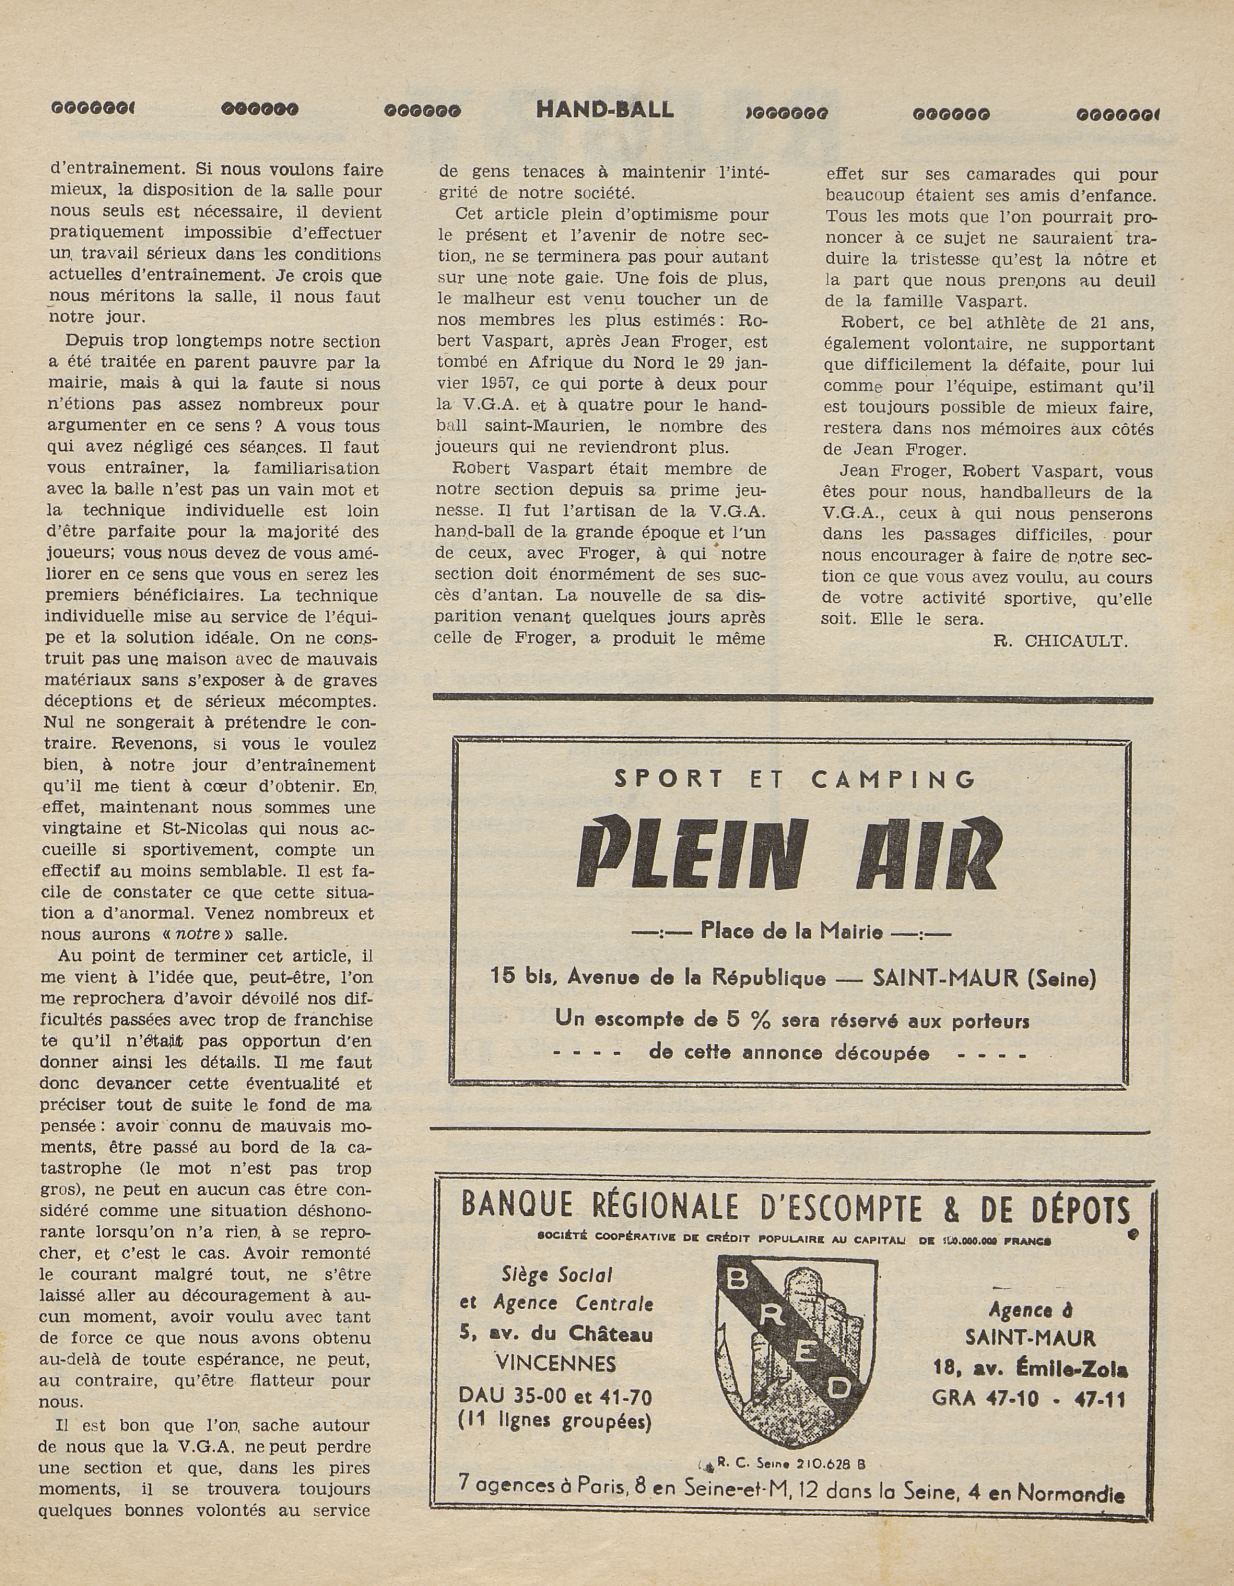 HAND-BALL
d'entraînement. Si nous voulons faire
mieux, la disposition de la salle pour
nous seuls est nécessaire, il devient
pratiquement impossible d'effectuer
un travail sérieux dans les conditions
actuelles d'entraînement. Je crois que
nous méritons la salle, il nous faut
notre jour.
Depuis trop longtemps notre section
a été traitée en parent pauvre par la
mairie, mais à qui la faute si nous
n'étions pas assez nombreux pour
argumenter en ce sens ? A vous tous
qui avez négligé ces séances. Il faut
vous entraîner, la familiarisation
avec la balle n'est pas un vain mot et
la technique individuelle est loin
d'être parfaite pour la majorité des
joueurs; vous nous devez de vous amé-
liorer en ce sens que vous en serez les
premiers bénéficiaires. La technique
individuelle mise au service de l'équi-
pe et la solution idéale. On ne cons-
truit pas une maison avec de mauvais
matériaux sans s'exposer à de graves
déceptions et de sérieux mécomptes.
Nul ne songerait à prétendre le con-
traire. Revenons, si vous le voulez
bien, à notre jour d'entraînement
qu'il me tient à cœur d'obtenir. En
effet, maintenant nous sommes une
vingtaine et St-Nicolas qui nous ac-
cueille si sportivement, compte un
effectif au moins semblable. Il est fa-
cile de constater ce que cette situa-
tion a d'anormal. Venez nombreux et
nous aurons « notre » salle.
Au point de terminer cet article, il
me vient à l'idée que, peut-être, l'on
me reprochera d'avoir dévoilé nos dif-
ficultés passées avec trop de franchise
te qu'il n'était pas opportun d'en
donner ainsi les détails. Il me faut
donc devancer cette éventualité et
préciser tout de suite le fond de ma
pensée : avoir connu de mauvais mo-
ments, être passé au bord de la ca-
tastrophe (le mot n'est pas trop
gros), ne peut en aucun cas être con-
sidéré comme une situation déshono-
rante lorsqu'on n'a rien à se repro-
cher, et c'est le cas. Avoir remonté
le courant malgré tout, ne s'être
laissé aller au découragement à au-
cun moment, avoir voulu avec tant
de force ce que nous avons obtenu
au-delà de toute espérance, ne peut,
au contraire, qu'être flatteur pour
nous.
Il est bon que l'on sache autour
de nous que la V.G.A. ne peut perdre
une section et que, dans les pires
moments, il se trouvera toujours
quelques bonnes volontés au service
de gens tenaces à maintenir l'inté-
grité de notre société.
Cet article plein d'optimisme pour
le présent et l'avenir de notre sec-
tion, ne se terminera pas pour autant
sur une note gaie. Une fois de plus,
le malheur est venu toucher un de
nos membres les plus estimés : Ro-
bert Vaspart, après Jean Froger, est
tombé en Afrique du Nord le 29 jan-
vier 1957, ce qui porte à deux pour
la V.G.A. et à quatre pour le hand-
ball saint-Maurien, le nombre des
joueurs qui ne reviendront plus.
Robert Vaspart était membre de
notre section depuis sa prime jeu-
nesse. Il fut l'artisan de la V.G.A.
hand-ball de la grande époque et l'un
de ceux, avec Froger, à qui notre
section doit énormément de ses suc-
cès d'antan. La nouvelle de sa dis-
parition venant quelques jours après
celle de Froger, a produit le même
effet sur ses camarades qui pour
beaucoup étaient ses amis d'enfance.
Tous les mots que l'on pourrait pro-
noncer à ce sujet ne sauraient tra-
duire la tristesse qu'est la nôtre et
la part que nous prenons au deuil
de la famille Vaspart.
Robert, ce bel athlète de 21 ans,
également volontaire, ne supportant
que difficilement la défaite, pour lui
comme pour l'équipe, estimant qu'il
est toujours possible de mieux faire,
restera dans nos mémoires aux côtés
de Jean Froger.
Jean Froger, Robert Vaspart, vous
êtes pour nous, handballeurs de la
V.G.A., ceux à qui nous penserons
dans les passages difficiles, pour
nous encourager à faire de notre sec-
tion ce que vous avez voulu, au cours
de votre activité sportive, qu'elle
soit. Elle le sera.
R. CHICAULT.
SPORT ET CAMPING
PLEIN AIR
—:— Place de la Mairie —:—
15 bis, Avenue de la République — SAINT-MAUR (Seine)
Un escompte de 5 % sera réservé aux porteurs
- - - - de cette annonce découpée - - - -
BANQUE RÉGIONALE D'ESCOMPTE & DE DÉPOTS
SOCIÉTÉ COOPÉRATIVE DE CRÉDIT POPULAIRE AU CAPITAL DE 150.000.000 FRANCS
Siège Social
et Agence Centrale
5, av. du Château
VINCENNES
DAU 35-00 et 41-70
(11 lignes groupées)
BRED
Agence à
SAINT-MAUR
18, av. Émile-Zola
GRA 47-10 - 47-11
R. C. Seine 210.628 B
7 agences à Paris, 8 en Seine-et-M, 12 dans la Seine, 4 en Normandie